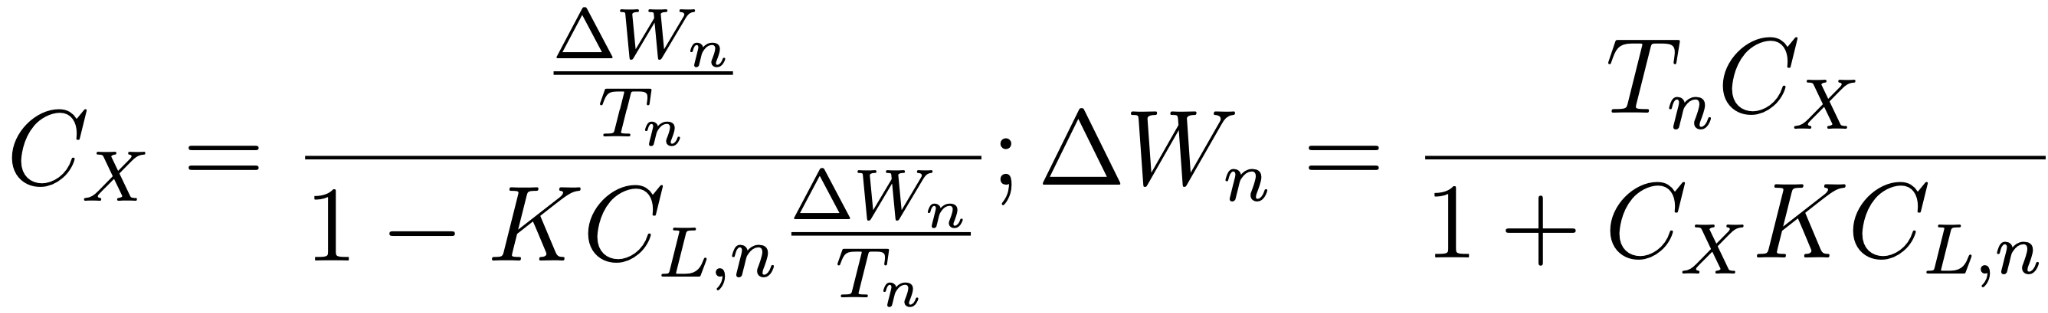 C_X = \frac{\frac{\Delta W_n}{T_n}}{1 - K C_{L,n} \frac{\Delta W_n}{T_n}} ; \Delta W_n = \frac{T_n C_X}{1 + C_X K C_{L,n}}